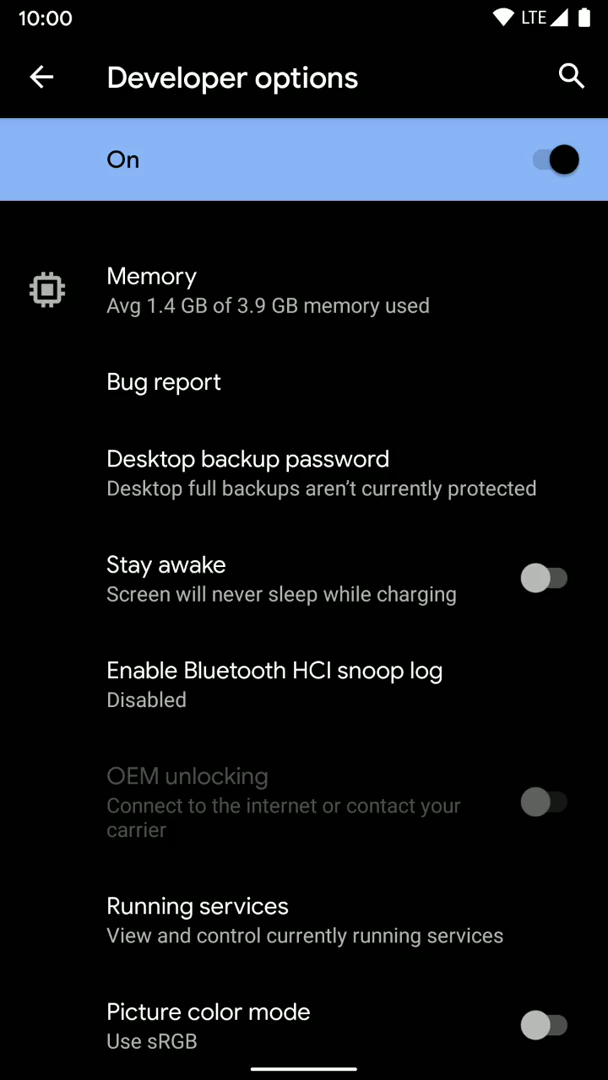 10:00
LTE
Developer options
On
Memory
Avg 1.4 GB of 3.9 GB memory used
Bug report
Desktop backup password
Desktop full backups aren’t currently protected
Stay awake
Screen will never sleep while charging
Enable Bluetooth HCI snoop log
Disabled
OEM unlocking
Connect to the internet or contact your
carrier
Running services
View and control currently running services
Picture color mode
Use sRGB